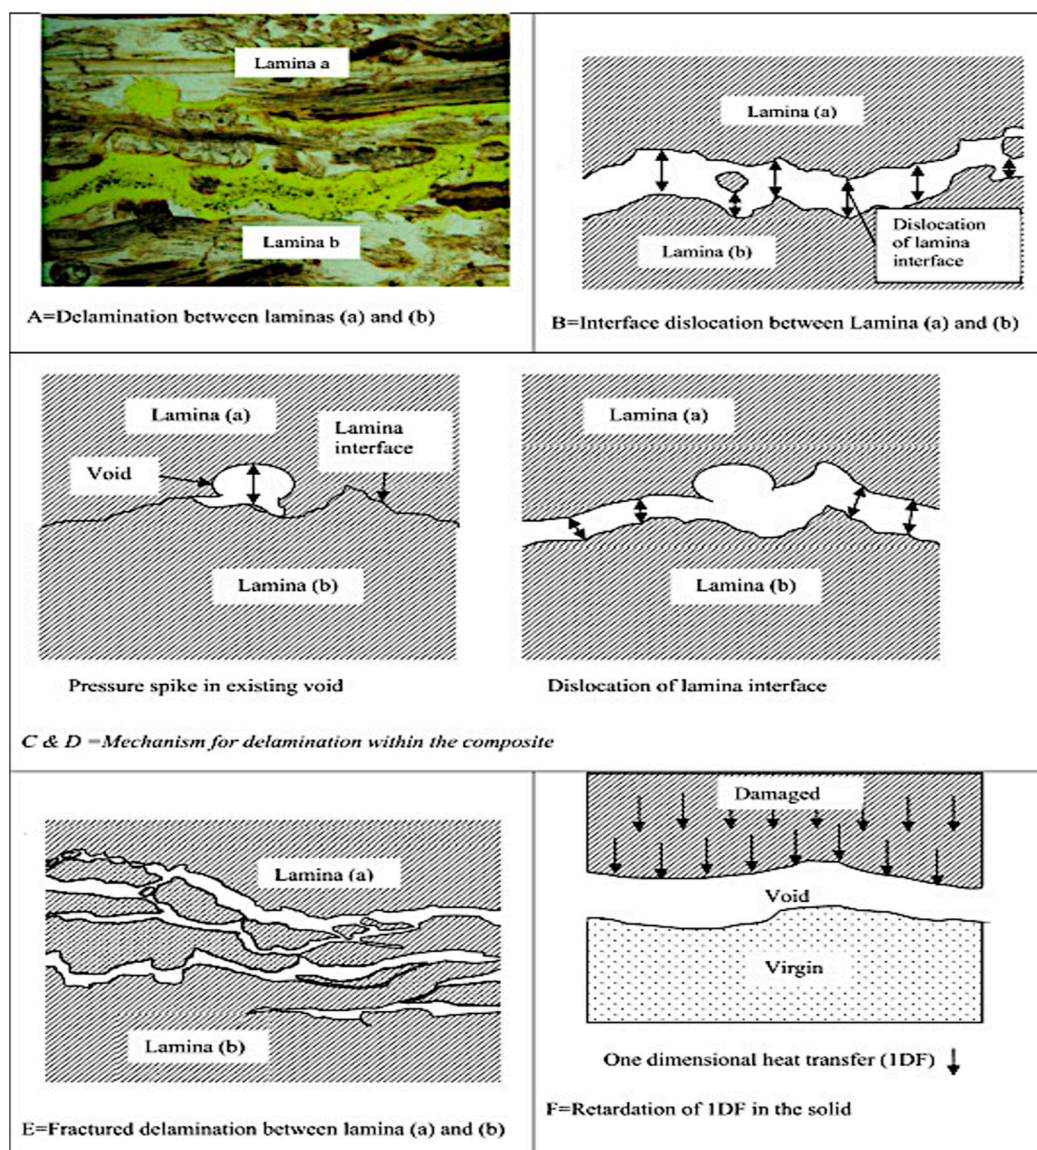 Lamina a
Lamina b
A=Delamination between laminas (a) and (b)
Lamina (a)
Dislocation
of lamina
interface
Lamina (b)
B=Interface dislocation between Lamina (a) and (b)
Lamina (a)
Lamina
interface
Void
Lamina (b)
Pressure spike in existing void
Lamina (a)
Lamina (b)
Dislocation of lamina interface
C & D =Mechanism for delamination within the composite
Lamina (a)
Lamina (b)
E=Fractured delamination between lamina (a) and (b)
Damaged
Void
Virgin
One dimensional heat transfer (1DF)
F=Retardation of 1DF in the solid